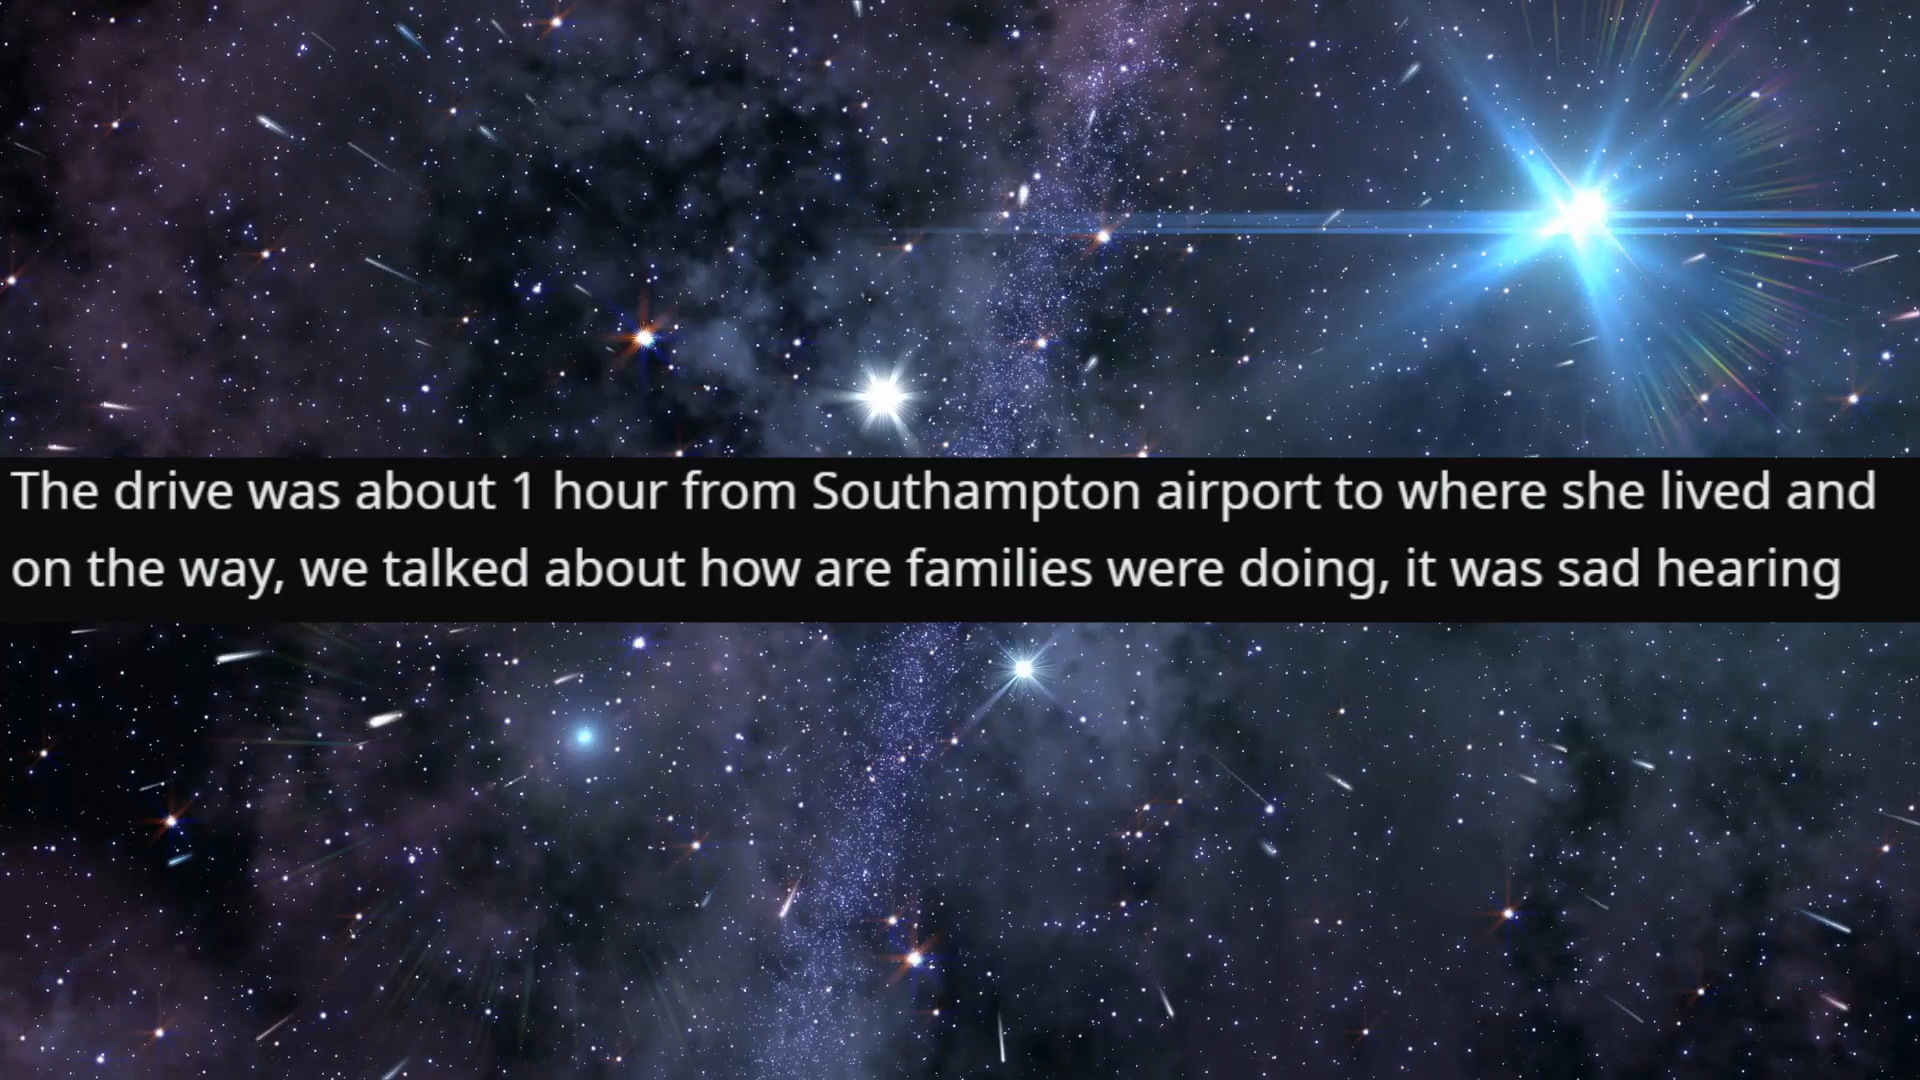 The drive was about 1 hour from Southampton airport to where she lived and
on the way, we talked about how are families were doing, it was sad hearing